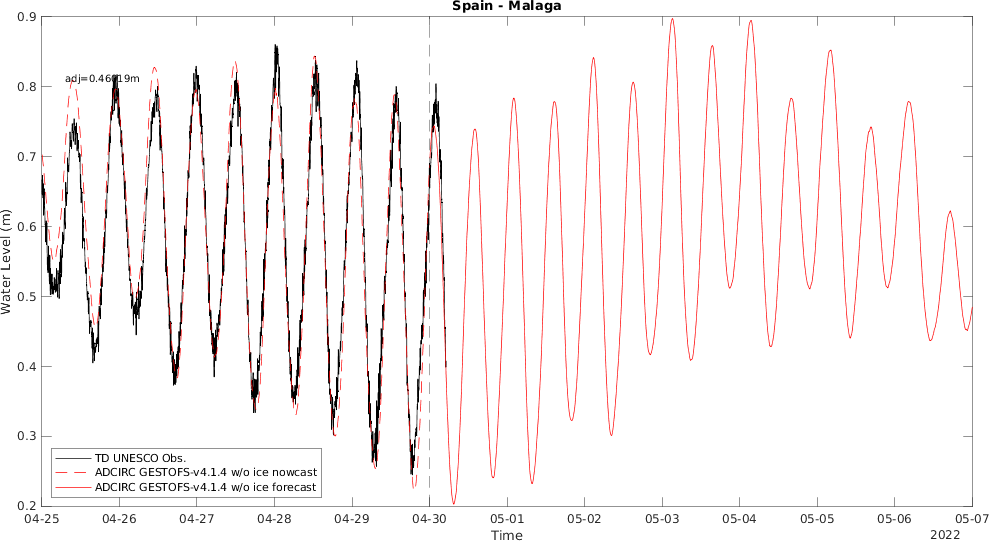 Spain - Malaga
0.9
0.8
0.7
0.6
0.5
0.4
0.3
0.2
Water Level (m)
adj=0.46019m
TD UNESCO Obs.
ADCIRC GESTOFS-v4.1.4 w/o ice nowcast
ADCIRC GESTOFS-v4.1.4 w/o ice forecast
04-25 04-26 04-27 04-28 04-29 04-30 05-01 05-02 05-03 05-04 05-05 05-06 05-07
Time
2022